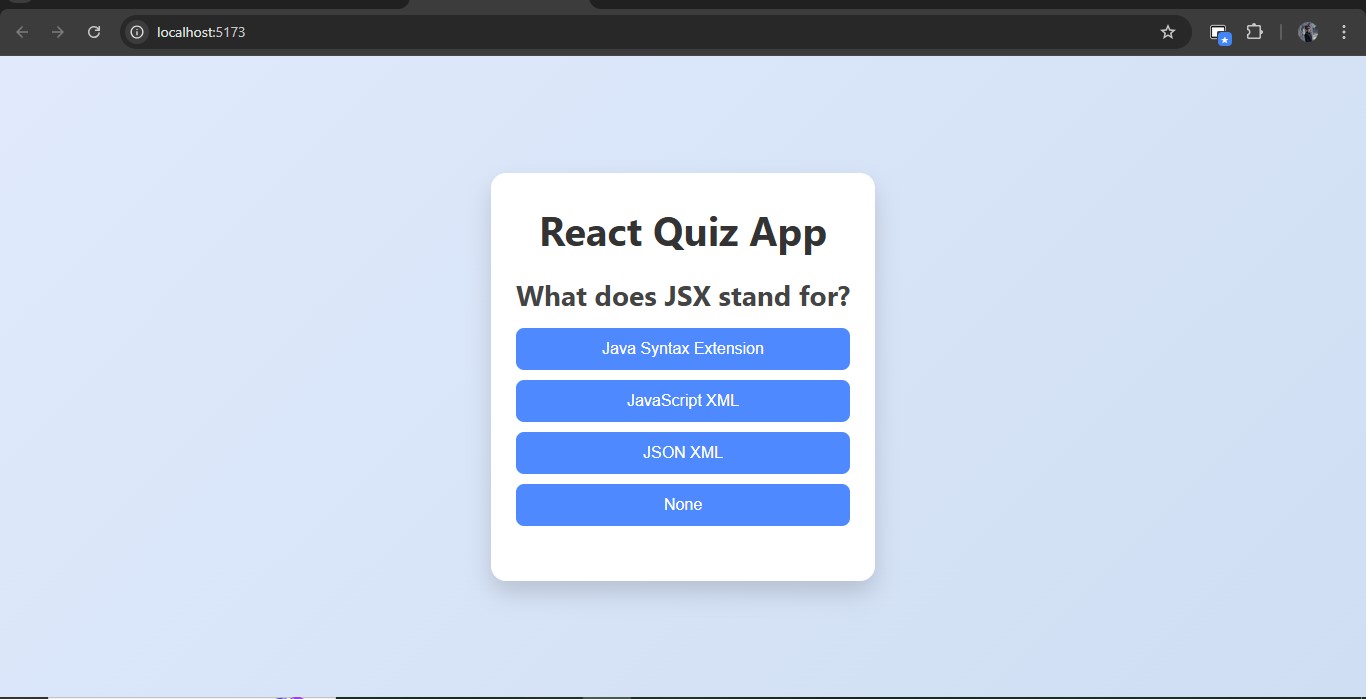 localhost:5173
React Quiz App
What does JSX stand for?
Java Syntax Extension
JavaScript XML
JSON XML
None